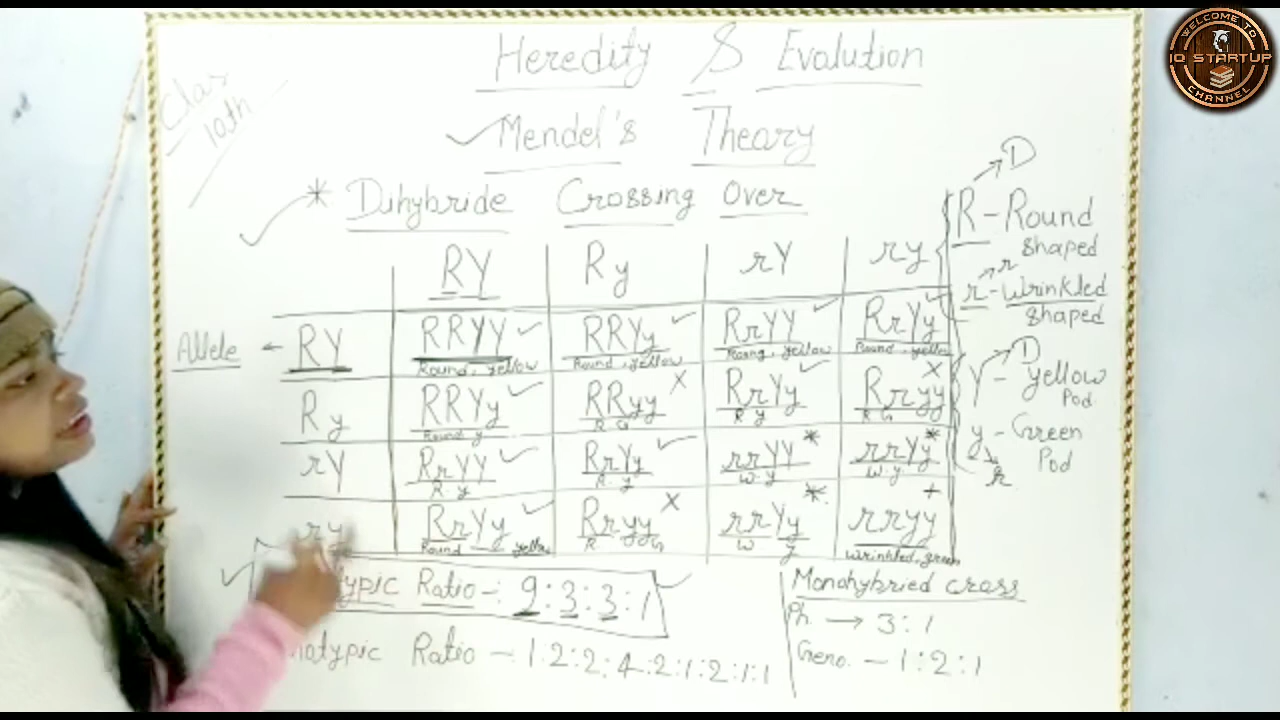 WELCOME TO
IQ STARTUP
CHANNEL
Heredity & Evalution
Class
10th
Mendel's Theory
* Dihybride Crossing Over
D
R - Round
Shaped
r
r - Wrinkled
Shaped
D
Y - yellow
Pod
y - Green
Pod
r
RY Ry rY ry
Allele ← RY RRYY RRYy RrYY RrYy
Round, yellow Round, yellow Round, yellow Round, yellow
Ry RRYy RRyy RrYy Rryy
Round y R G R y R G
rY RrYY RrYy rrYY rrYy
R y R y W y W y
ry RrYy Rryy rrYy rryy
Round yellow R G W y Wrinkled, green
ypic Ratio -: 9:3:3:1
notypic Ratio - 1:2:2:4:2:1:2:1:1
Monohybried cross
Ph. → 3:1
Geno. - 1:2:1